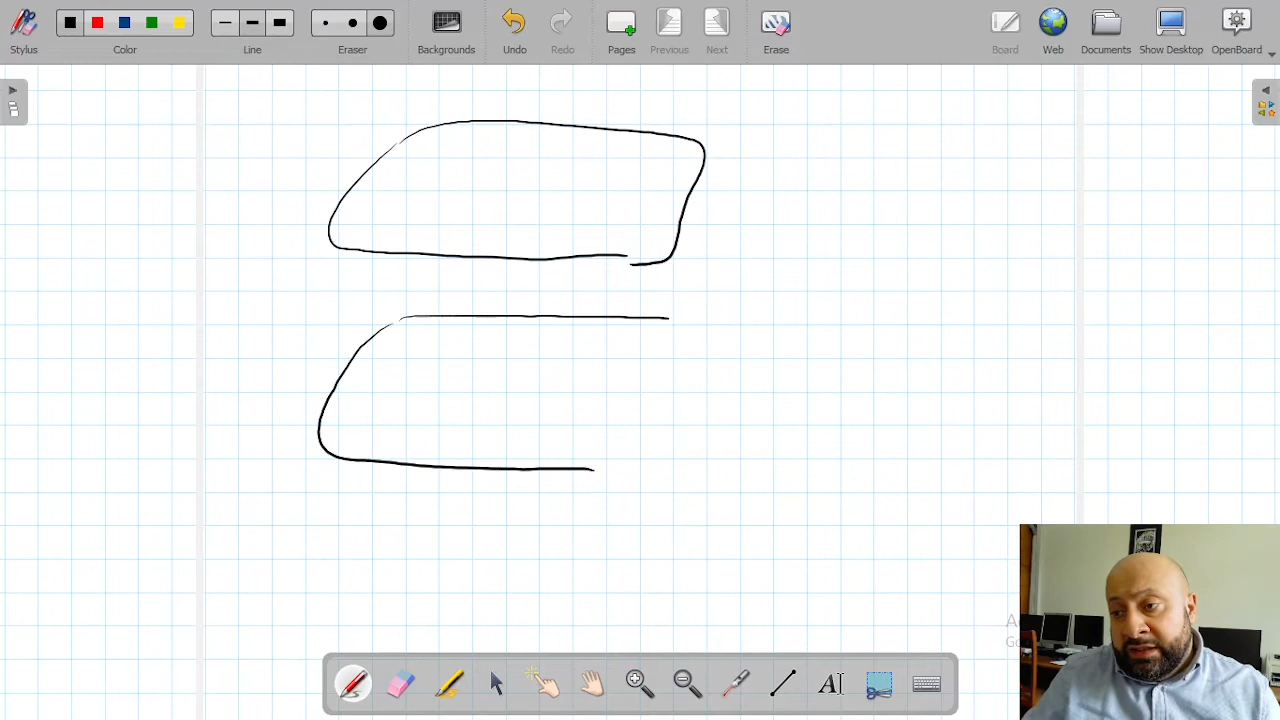 Stylus
Color
Line
Eraser
Backgrounds
Undo
Redo
Pages
Previous
Next
Erase
Board
Web
Documents
Show Desktop
OpenBoard